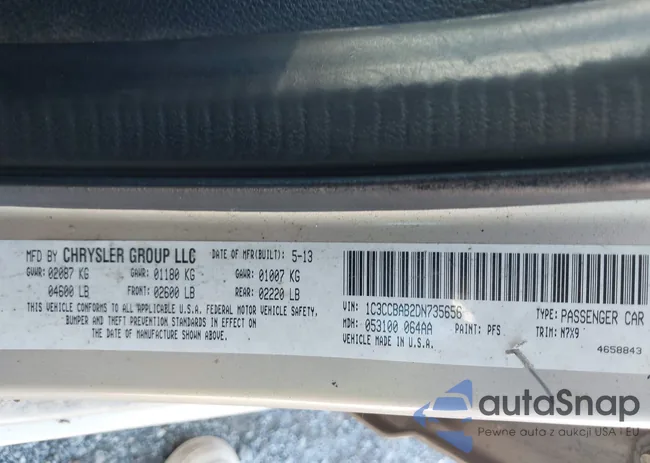 MFD BY CHRYSLER GROUP LLC DATE OF MFR(BUILT): 5-13
GVWR: 02087 KG GAWR: 01180 KG GAWR: 01007 KG
04600 LB FRONT: 02600 LB REAR: 02220 LB
THIS VEHICLE CONFORMS TO ALL APPLICABLE U.S.A. FEDERAL MOTOR VEHICLE SAFETY,
BUMPER AND THEFT PREVENTION STANDARDS IN EFFECT ON
THE DATE OF MANUFACTURE SHOWN ABOVE.
VIN: 1C3CCBAB2DN735656 TYPE: PASSENGER CAR
MDH: 053100 064AA PAINT: PFS TRIM: N7X9
VEHICLE MADE IN U.S.A.
4658843
autoSnap
Pewne auta z aukcji USA i EU